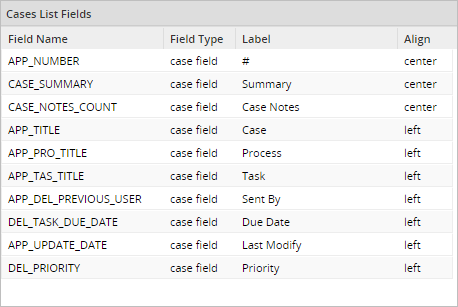 Cases List Fields
Field Name Field Type Label Align
APP_NUMBER case field # center
CASE_SUMMARY case field Summary center
CASE_NOTES_COUNT case field Case Notes center
APP_TITLE case field Case left
APP_PRO_TITLE case field Process left
APP_TAS_TITLE case field Task left
APP_DEL_PREVIOUS_USER case field Sent By left
DEL_TASK_DUE_DATE case field Due Date left
APP_UPDATE_DATE case field Last Modify left
DEL_PRIORITY case field Priority left